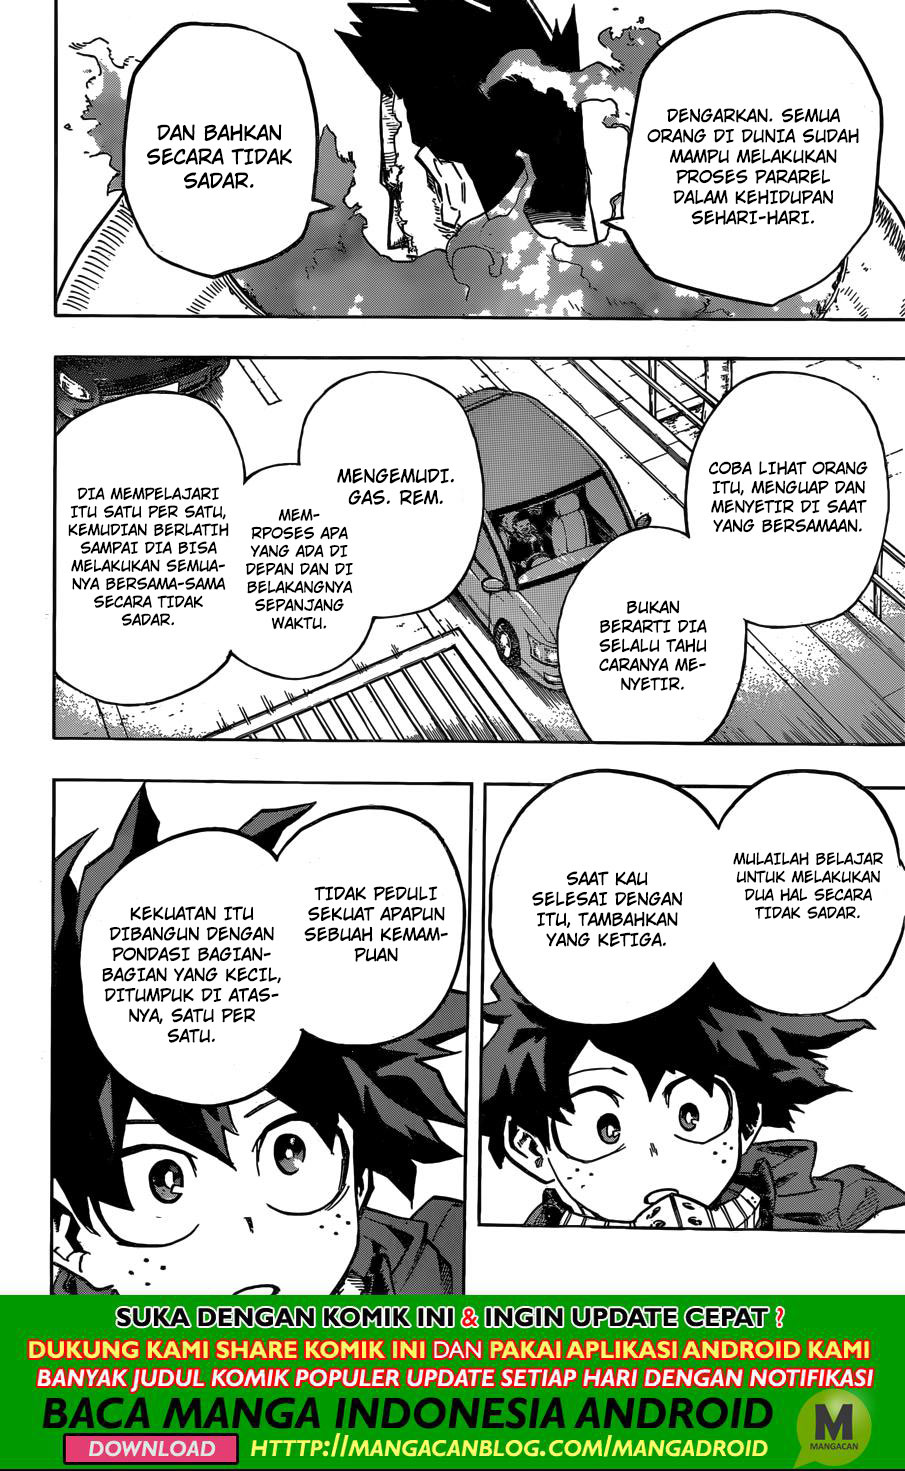 DENGARKAN. SEMUA
ORANG DI DUNIA SUDAH
MAMPU MELAKUKAN
PROSES PARAREL
DALAM KEHIDUPAN
SEHARI-HARI.
DAN BAHKAN
SECARA TIDAK
SADAR.
COBA LIHAT ORANG
ITU, MENGUAP DAN
MENYETIR DI SAAT
YANG BERSAMAAN.
BUKAN
BERARTI DIA
SELALU TAHU
CARANYA ME-
NYETIR.
MENGEMUDI.
GAS. REM.
MEM-
RPOSES APA
YANG ADA DI
DEPAN DAN DI
BELAKANGNYA
SEPANJANG
WAKTU.
DIA MEMPELAJARI
ITU SATU PER SATU,
KEMUDIAN BERLATIH
SAMPAI DIA BISA
MELAKUKAN SEMUA-
NYA BERSAMA-SAMA
SECARA TIDAK
SADAR.
MULAILAH BELAJAR
UNTUK MELAKUKAN
DUA HAL SECARA
TIDAK SADAR.
SAAT KAU
SELESAI DENGAN
ITU, TAMBAHKAN
YANG KETIGA.
TIDAK PEDULI
SEKUAT APAPUN
SEBUAH KEMAM-
PUAN
KEKUATAN ITU
DIBANGUN DENGAN
PONDASI BAGIAN-
BAGIAN YANG KECIL,
DITUMPUK DI ATAS-
NYA, SATU PER
SATU.
SUKA DENGAN KOMIK INI & INGIN UPDATE CEPAT ?
DUKUNG KAMI SHARE KOMIK INI DAN PAKAI APLIKASI ANDROID KAMI
BANYAK JUDUL KOMIK POPULER UPDATE SETIAP HARI DENGAN NOTIFIKASI
BACA MANGA INDONESIA ANDROID
DOWNLOAD HTTTP://MANGACANBLOG.COM/MANGADROID
M
MANGACAN